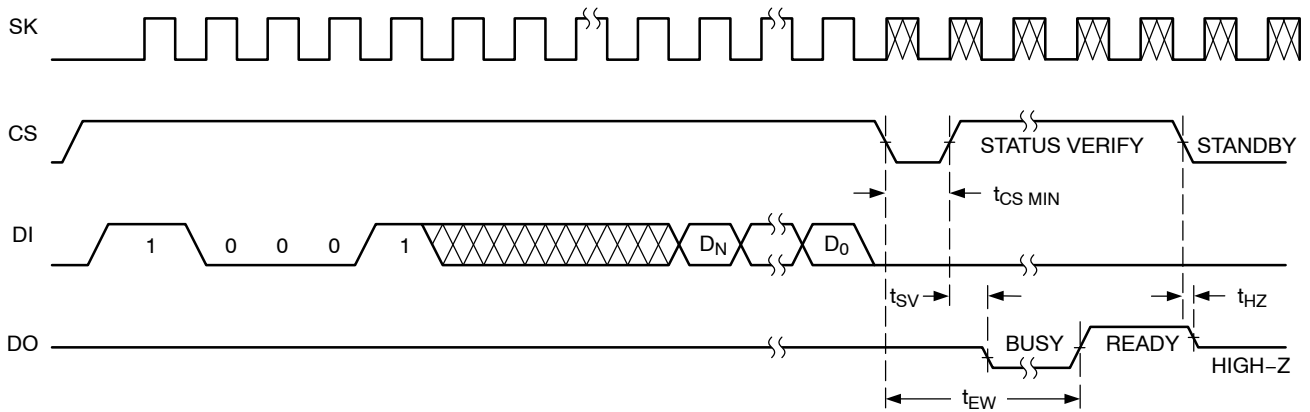 SK
CS
STATUS VERIFY
STANDBY
tCS MIN
DI
1 0 0 0 1 DN D0
tSV
tHZ
DO
BUSY
READY
HIGH–Z
tEW